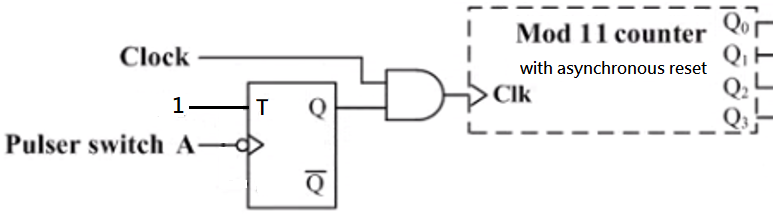 Clock
Mod 11 counter
with asynchronous reset
Clk
Q0
Q1
Q2
Q3
1
T
Q
Pulser switch A
Q̅